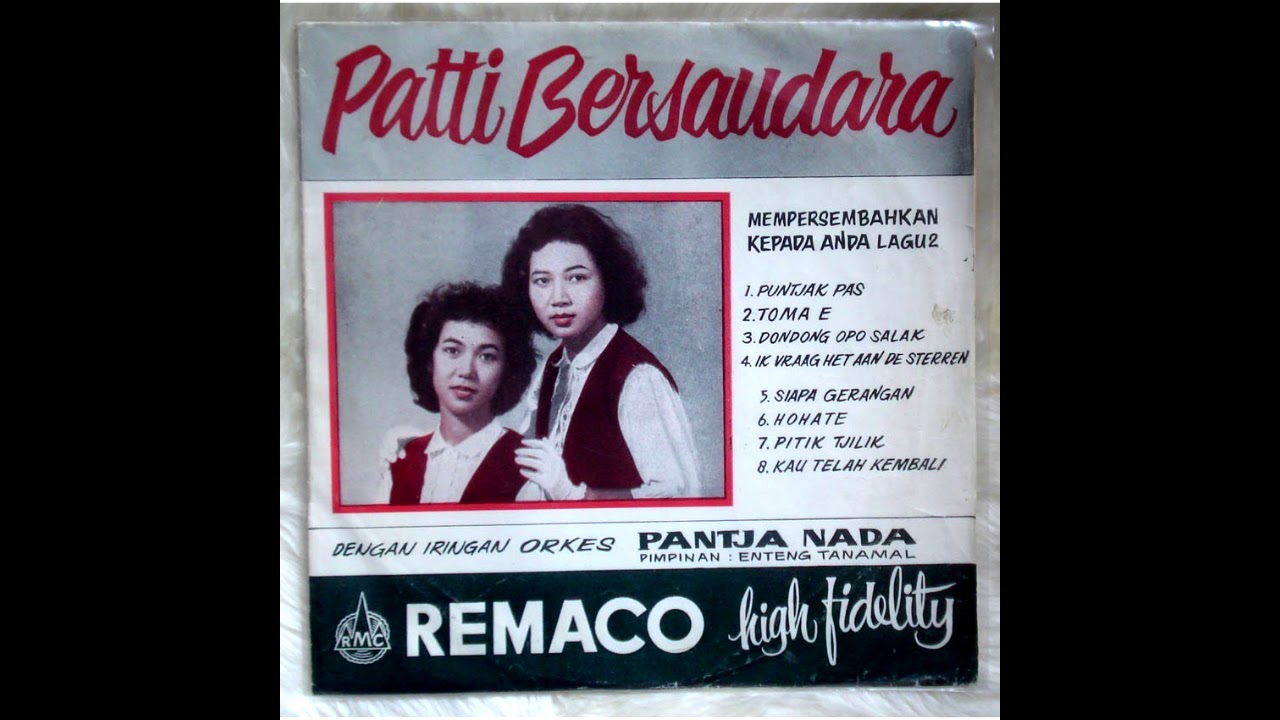 Patti Bersaudara
MEMPERSEMBAHKAN
KEPADA ANDA LAGU2
1. PUNTJAK PAS
2. TOMA E
3. DONDONG OPO SALAK
4. IK VRAAG HET AAN DE STERREN
5. SIAPA GERANGAN
6. HOHATE
7. PITIK TJILIK
8. KAU TELAH KEMBALI
DENGAN IRINGAN ORKES PANTJA NADA
PIMPINAN : ENTENG TANAMAL
RMC REMACO high fidelity